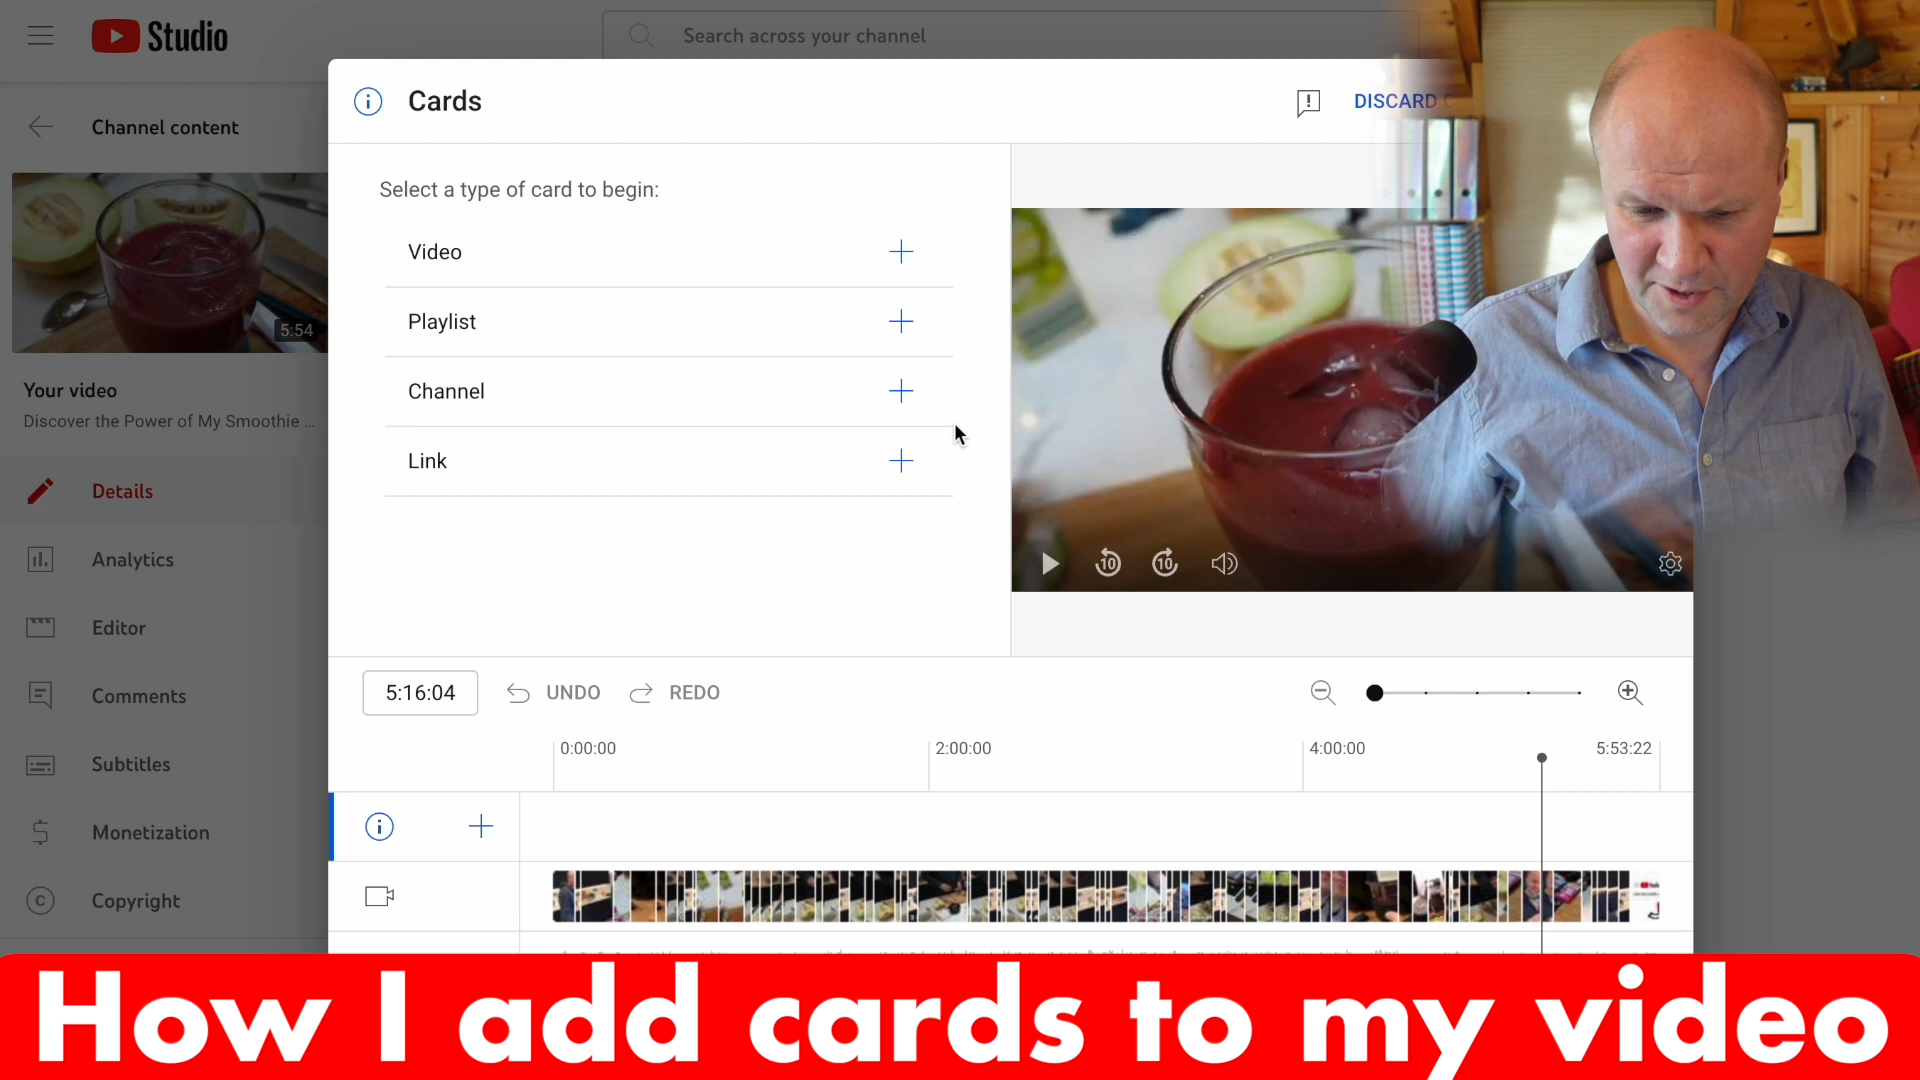 Studio
Search across your channel
Channel content
Cards
DISCARD
Select a type of card to begin:
Video
Playlist
Channel
Link
5:54
Your video
Discover the Power of My Smoothie ...
Details
Analytics
Editor
Comments
Subtitles
Monetization
Copyright
10
10
5:16:04
UNDO
REDO
0:00:00
2:00:00
4:00:00
5:53:22
How I add cards to my video